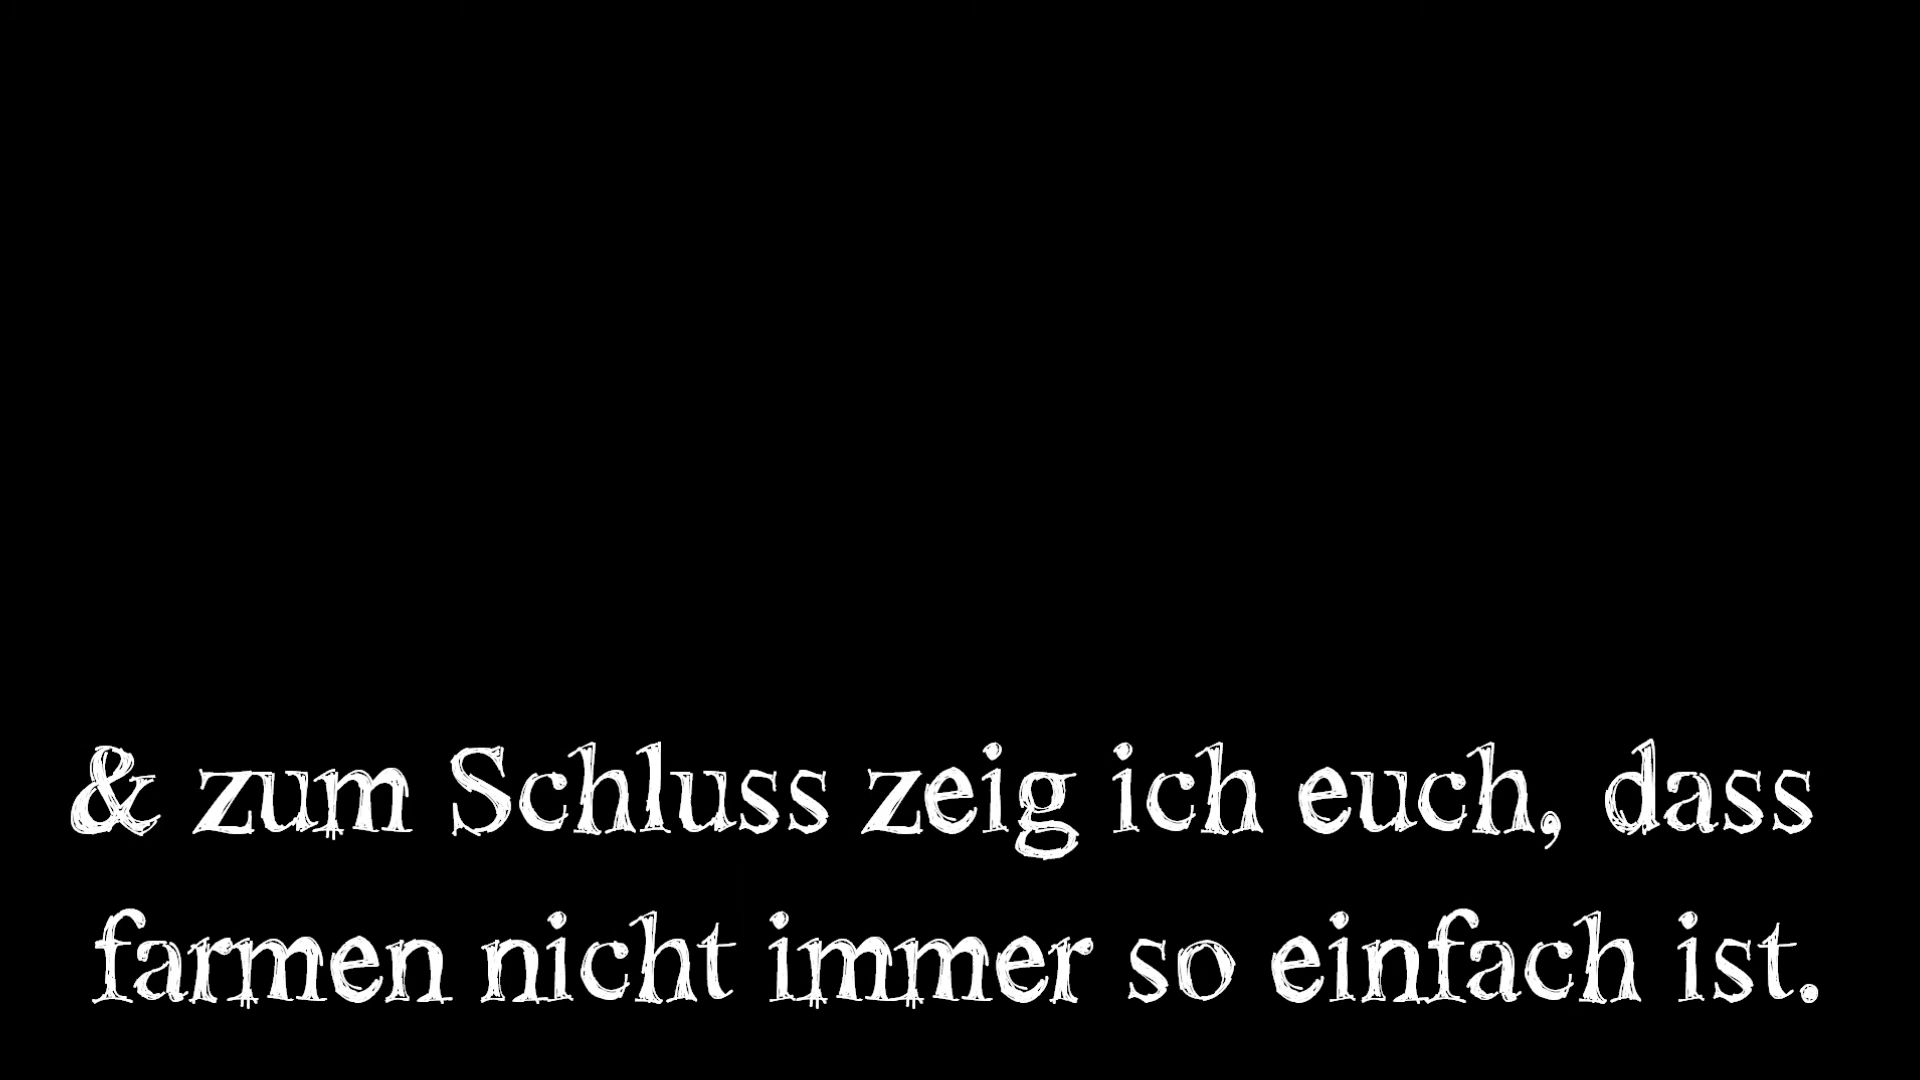 & zum Schluss zeig ich euch, dass
farmen nicht immer so einfach ist.